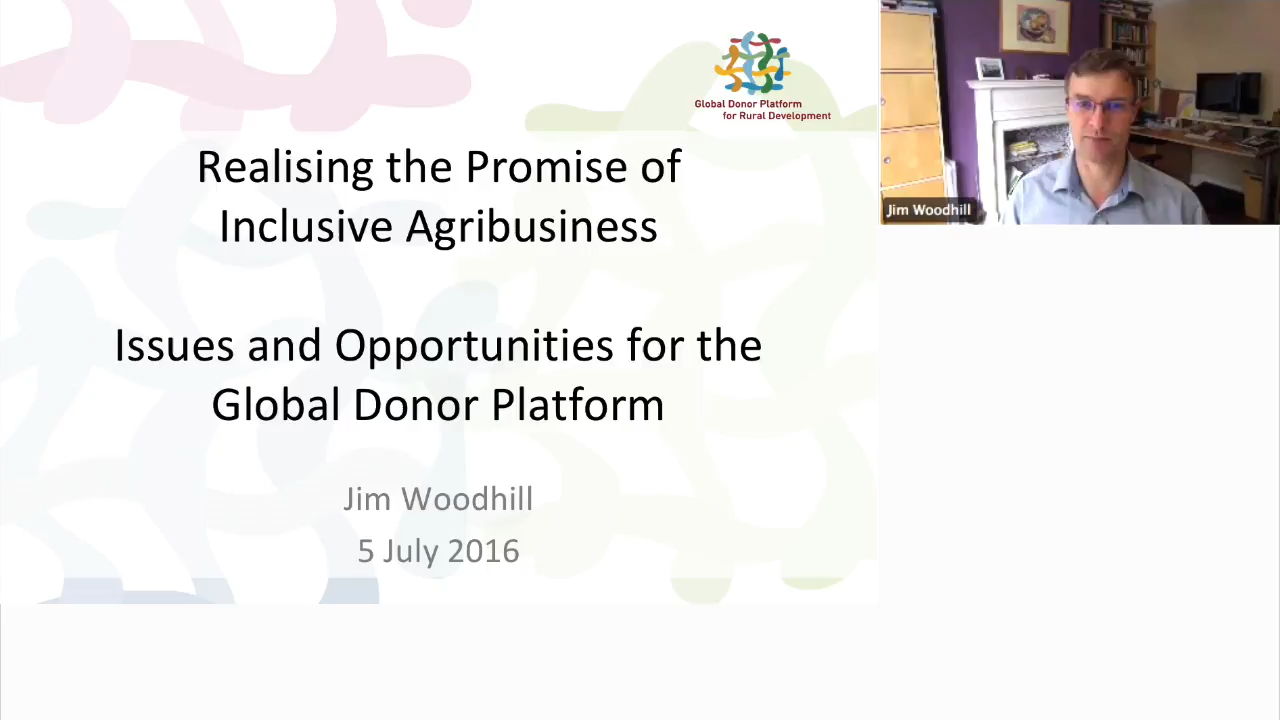 Global Donor Platform
for Rural Development
Realising the Promise of
Inclusive Agribusiness
Issues and Opportunities for the
Global Donor Platform
Jim Woodhill
5 July 2016
Jim Woodhill